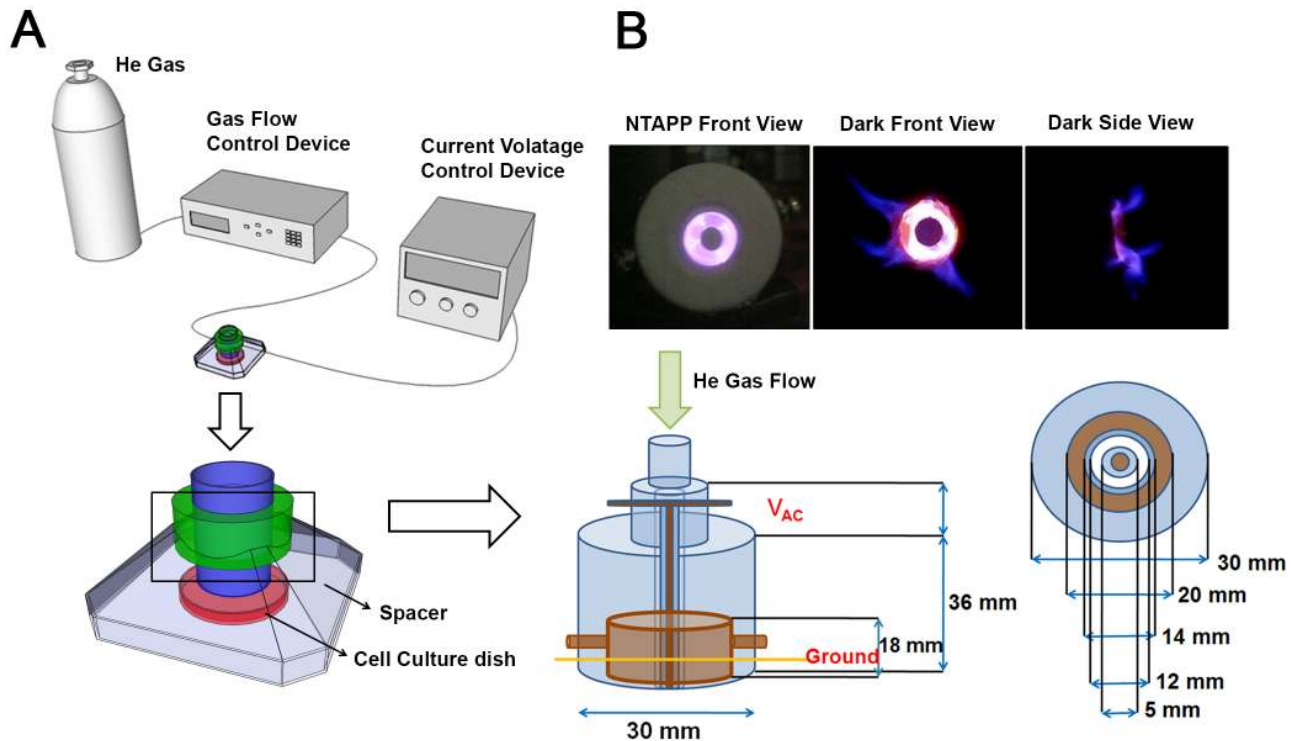 A
B
He Gas
Gas Flow
Control Device
Current Volatage
Control Device
NTAPP Front View
Dark Front View
Dark Side View
He Gas Flow
VAC
Spacer
Cell Culture dish
36 mm
18 mm
Ground
30 mm
30 mm
20 mm
14 mm
12 mm
5 mm